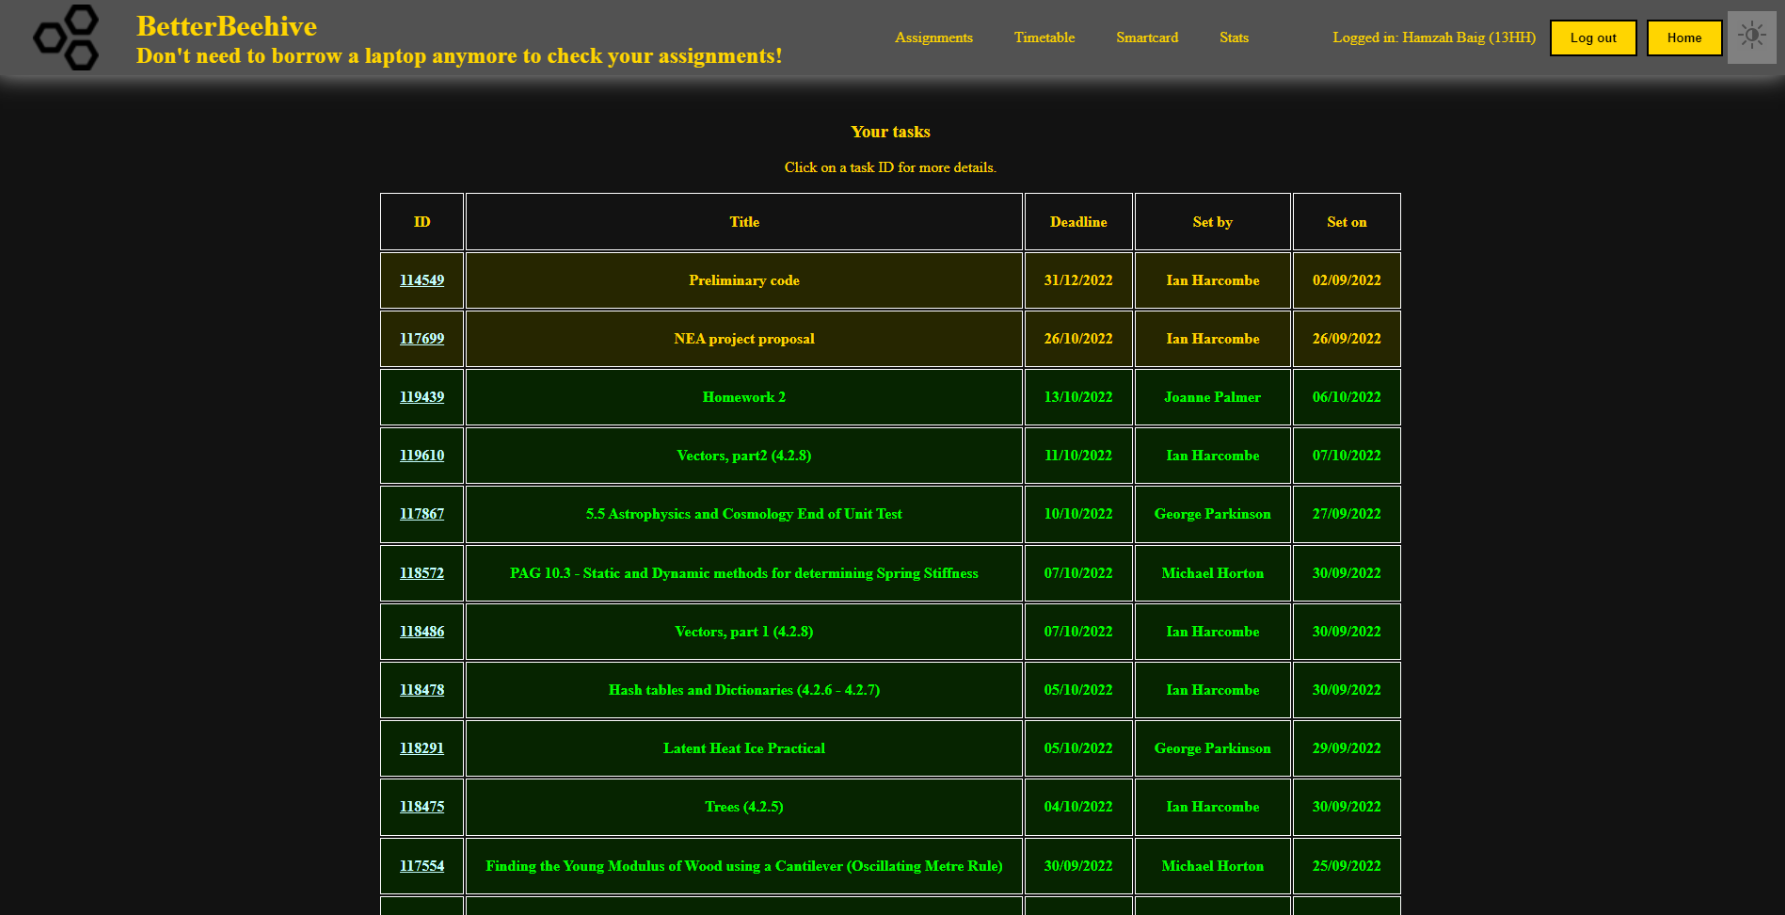 BetterBeehive
Don't need to borrow a laptop anymore to check your assignments!
Assignments Timetable Smartcard Stats Logged in: Hamzah Baig (13HH) Log out Home
Your tasks
Click on a task ID for more details.
ID Title Deadline Set by Set on
114549 Preliminary code 31/12/2022 Ian Harcombe 02/09/2022
117699 NEA project proposal 26/10/2022 Ian Harcombe 26/09/2022
119439 Homework 2 13/10/2022 Joanne Palmer 06/10/2022
119610 Vectors, part2 (4.2.8) 11/10/2022 Ian Harcombe 07/10/2022
117867 5.5 Astrophysics and Cosmology End of Unit Test 10/10/2022 George Parkinson 27/09/2022
118572 PAG 10.3 - Static and Dynamic methods for determining Spring Stiffness 07/10/2022 Michael Horton 30/09/2022
118486 Vectors, part 1 (4.2.8) 07/10/2022 Ian Harcombe 30/09/2022
118478 Hash tables and Dictionaries (4.2.6 - 4.2.7) 05/10/2022 Ian Harcombe 30/09/2022
118291 Latent Heat Ice Practical 05/10/2022 George Parkinson 29/09/2022
118475 Trees (4.2.5) 04/10/2022 Ian Harcombe 30/09/2022
117554 Finding the Young Modulus of Wood using a Cantilever (Oscillating Metre Rule) 30/09/2022 Michael Horton 25/09/2022